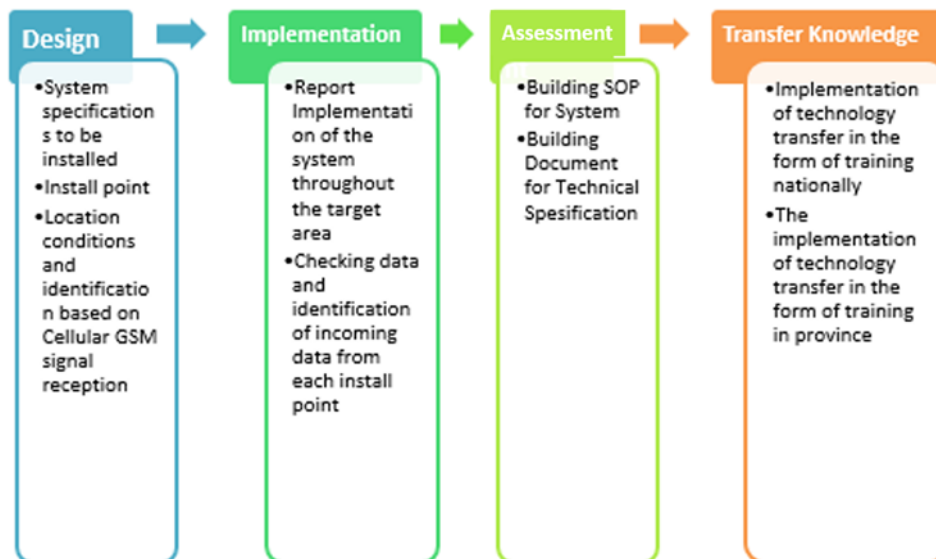 Design
•System
specification
s to be
installed
•Install point
•Location
conditions
and
identificatio
n based on
Cellular GSM
signal
reception
Implementation
•Report
Implementati
on of the
system
throughout
the target
area
•Checking data
and
identification
of incoming
data from
each install
point
Assessment
•Building SOP
for System
•Building
Document
for Technical
Spesification
Transfer Knowledge
•Implementation
of technology
transfer in the
form of training
nationally
•The
implementation
of technology
transfer in the
form of training
in province